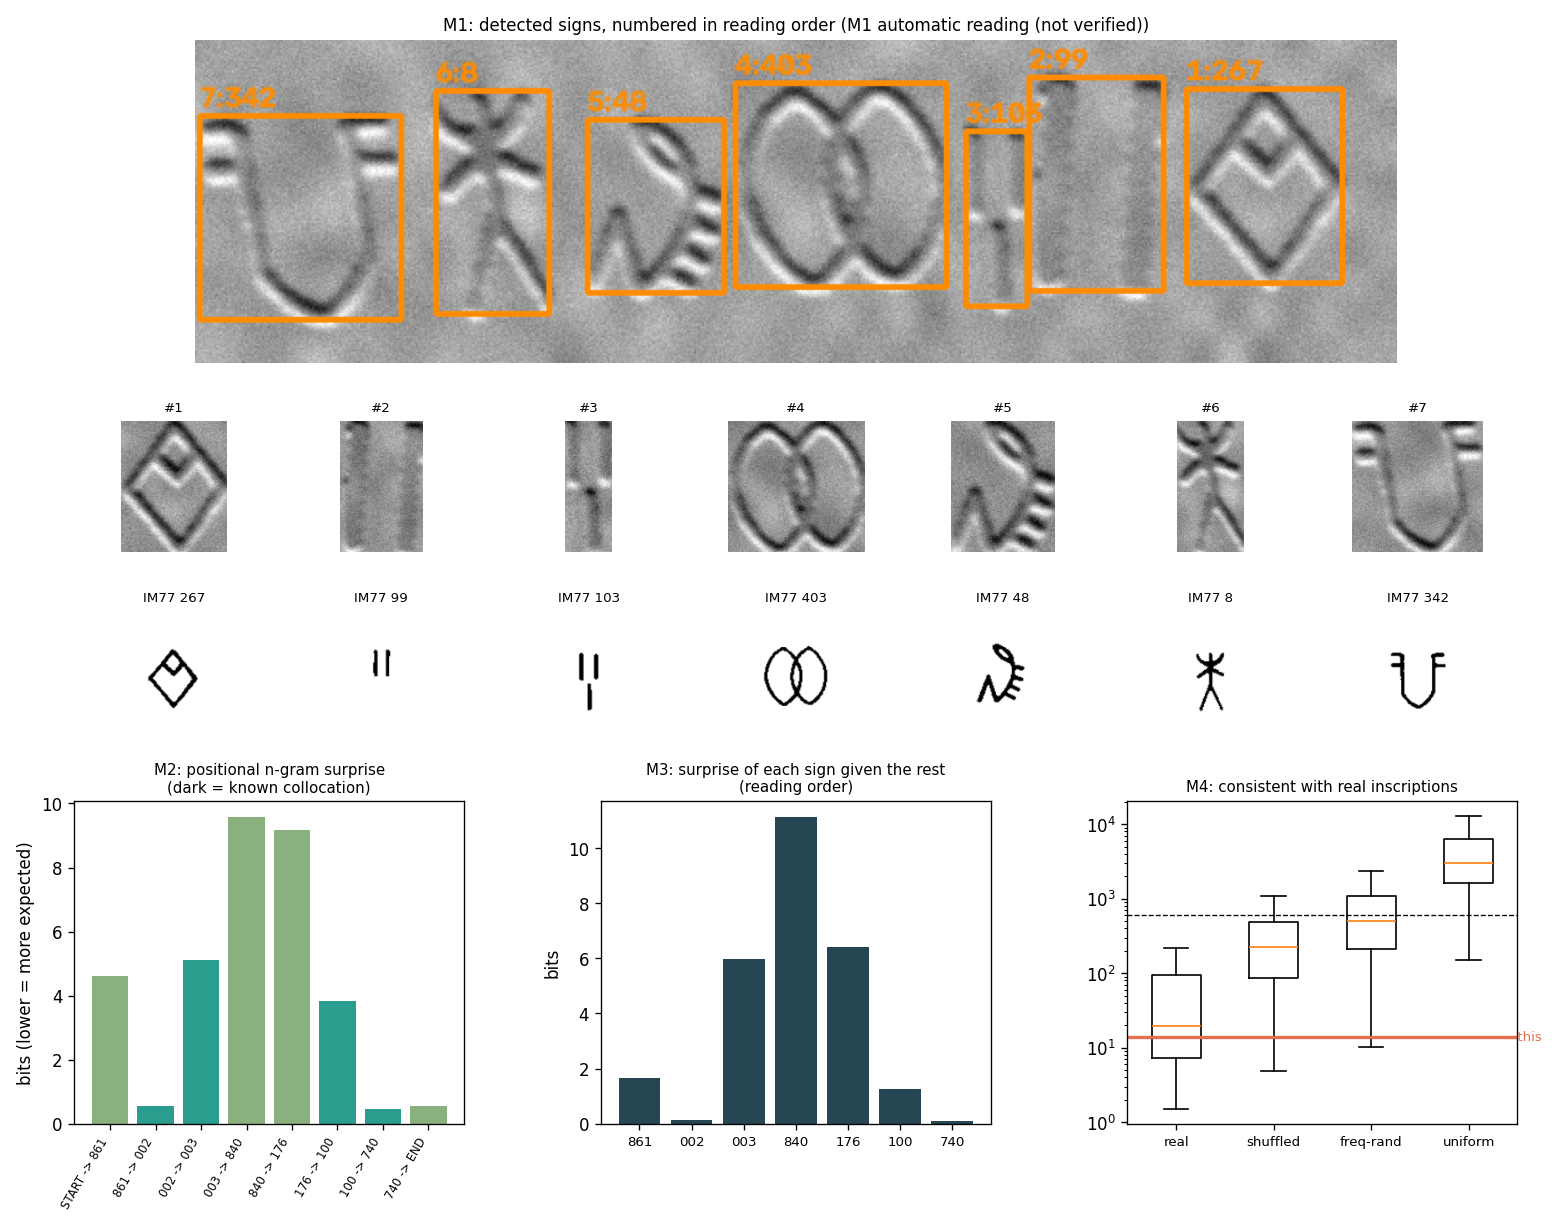 M1: detected signs, numbered in reading order (M1 automatic reading (not verified))
7:342 6:8 5:48 4:403 3:103 2:99 1:267
#1 #2 #3 #4 #5 #6 #7
IM77 267 IM77 99 IM77 103 IM77 403 IM77 48 IM77 8 IM77 342
M2: positional n-gram surprise
(dark = known collocation)
bits (lower = more expected)
10
8
6
4
2
0
START -> 861
861 -> 002
002 -> 003
003 -> 840
840 -> 176
176 -> 100
100 -> 740
740 -> END
M3: surprise of each sign given the rest
(reading order)
bits
10
8
6
4
2
0
861 002 003 840 176 100 740
M4: consistent with real inscriptions
10⁴
10³
10²
10¹
10⁰
this
real shuffled freq-rand uniform